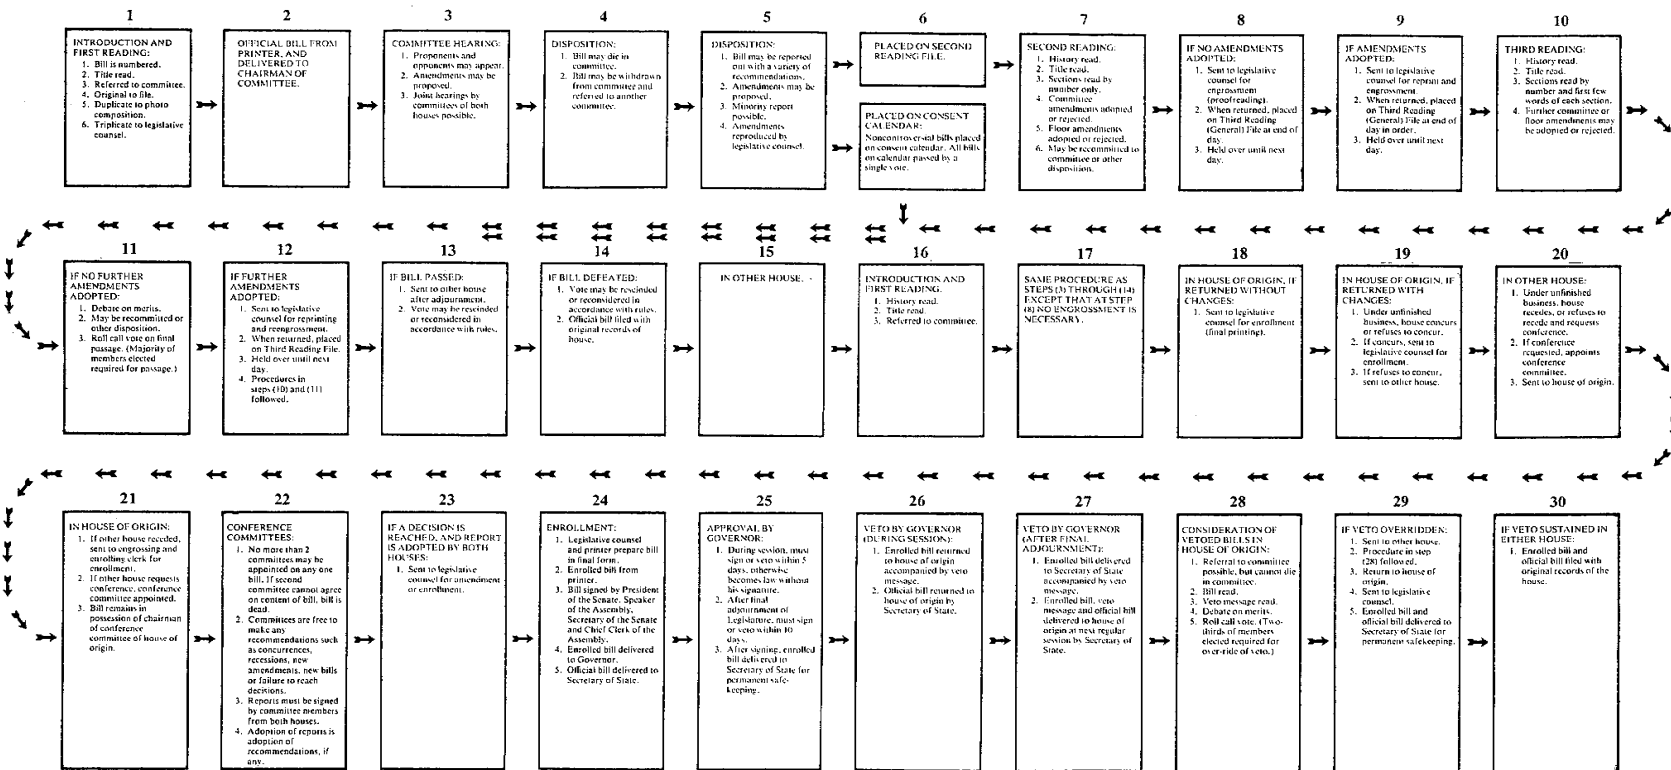 1
INTRODUCTION AND
FIRST READING:
1. Bill is numbered.
2. Title read.
3. Referred to committee.
4. Original to file.
5. Duplicate to photo
composition.
6. Triplicate to legislative
counsel.
2
OFFICIAL BILL FROM
PRINTER, AND
DELIVERED TO
CHAIRMAN OF
COMMITTEE.
3
COMMITTEE HEARING:
1. Proponents and
opponents may appear.
2. Amendments may be
proposed.
3. Joint hearings by
committees of both
houses possible.
4
DISPOSITION:
1. Bill may die in
committee.
2. Bill may be withdrawn
from committee and
referred to another
committee.
5
DISPOSITION:
1. Bill may be reported
out with a variety of
recommendations.
2. Amendments may be
proposed.
3. Minority report
possible.
4. Amendments
reproduced by
legislative counsel.
6
PLACED ON SECOND
READING FILE.
PLACED ON CONSENT
CALENDAR:
Noncontroversial bills placed
on consent calendar. All bills
on calendar passed by a
single vote.
7
SECOND READING:
1. History read.
2. Title read.
3. Sections read by
number only.
4. Committee
amendments adopted
or rejected.
5. Floor amendments
adopted or rejected.
6. May be recommitted to
committee or other
disposition.
8
IF NO AMENDMENTS
ADOPTED:
1. Sent to legislative
counsel for
engrossment
(proofreading).
2. When returned, placed
on Third Reading
(General) File at end of
day.
3. Held over until next
day.
9
IF AMENDMENTS
ADOPTED:
1. Sent to legislative
counsel for reprint and
engrossment.
2. When returned, placed
on Third Reading
(General) File at end of
day in order.
3. Held over until next
day.
10
THIRD READING:
1. History read.
2. Title read.
3. Sections read by
number and first few
words of each section.
4. Further committee or
floor amendments may
be adopted or rejected.
11
IF NO FURTHER
AMENDMENTS
ADOPTED:
1. Debate on merits.
2. May be recommitted or
other disposition.
3. Roll call vote on final
passage. (Majority of
members elected
required for passage.)
12
IF FURTHER
AMENDMENTS
ADOPTED:
1. Sent to legislative
counsel for reprinting
and reengrossment.
2. When returned, placed
on Third Reading File.
3. Held over until next
day.
4. Procedures in
steps (10) and (11)
followed.
13
IF BILL PASSED:
1. Sent to other house
after adjournment.
2. Vote may be rescinded
or reconsidered in
accordance with rules.
14
IF BILL DEFEATED:
1. Vote may be rescinded
or reconsidered in
accordance with rules.
2. Official bill filed with
original records of
house.
15
IN OTHER HOUSE.
16
INTRODUCTION AND
FIRST READING.
1. History read.
2. Title read.
3. Referred to committee.
17
SAME PROCEDURE AS
STEPS (3) THROUGH (14)
EXCEPT THAT AT STEP
(8) NO ENGROSSMENT IS
NECESSARY.
18
IN HOUSE OF ORIGIN, IF
RETURNED WITHOUT
CHANGES:
1. Sent to legislative
counsel for enrollment
(final printing).
19
IN HOUSE OF ORIGIN, IF
RETURNED WITH
CHANGES:
1. Under unfinished
business, house concurs
or refuses to concur.
2. If concurs, sent to
legislative counsel for
enrollment.
3. If refuses to concur,
sent to other house.
20
IN OTHER HOUSE:
1. Under unfinished
business, house
recedes, or refuses to
recede and requests
conference.
2. If conference
requested, appoints
conference
committee.
3. Sent to house of origin.
21
IN HOUSE OF ORIGIN:
1. If other house receded,
sent to engrossing and
enrolling clerk for
enrollment.
2. If other house requests
conference, conference
committee appointed.
3. Bill remains in
possession of chairman
of conference
committee of house of
origin.
22
CONFERENCE
COMMITTEES:
1. No more than 2
committees may be
appointed on any one
bill. If second
committee cannot agree
on content of bill, bill is
dead.
2. Committees are free to
make any
recommendations such
as concurrences,
recessions, new
amendments, new bills
or failure to reach
decisions.
3. Reports must be signed
by committee members
from both houses.
4. Adoption of reports is
adoption of
recommendations, if
any.
23
IF A DECISION IS
REACHED, AND REPORT
IS ADOPTED BY BOTH
HOUSES:
1. Sent to legislative
counsel for amendment
or enrollment.
24
ENROLLMENT:
1. Legislative counsel
and printer prepare bill
in final form.
2. Enrolled bill from
printer.
3. Bill signed by President
of the Senate, Speaker
of the Assembly,
Secretary of the Senate
and Chief Clerk of the
Assembly.
4. Enrolled bill delivered
to Governor.
5. Official bill delivered to
Secretary of State.
25
APPROVAL BY
GOVERNOR:
1. During session, must
sign or veto within 5
days, otherwise
becomes law without
his signature.
2. After final
adjournment of
Legislature, must sign
or veto within 10
days.
3. After signing, enrolled
bill delivered to
Secretary of State for
permanent safe-
keeping.
26
VETO BY GOVERNOR
(DURING SESSION):
1. Enrolled bill returned
to house of origin
accompanied by veto
message.
2. Official bill returned to
house of origin by
Secretary of State.
27
VETO BY GOVERNOR
(AFTER FINAL
ADJOURNMENT):
1. Enrolled bill delivered
to Secretary of State
accompanied by veto
message.
2. Enrolled bill, veto
message and official bill
delivered to house of
origin at next regular
session by Secretary of
State.
28
CONSIDERATION OF
VETOED BILLS IN
HOUSE OF ORIGIN:
1. Referral to committee
possible, but cannot die
in committee.
2. Bill read.
3. Veto message read.
4. Debate on merits.
5. Roll call vote. (Two-
thirds of members
elected required for
over-ride of veto.)
29
IF VETO OVERRIDDEN:
1. Sent to other house.
2. Procedure in step
(28) followed.
3. Return to house of
origin.
4. Sent to legislative
counsel.
5. Enrolled bill and
official bill delivered to
Secretary of State for
permanent safekeeping.
30
IF VETO SUSTAINED IN
EITHER HOUSE:
1. Enrolled bill and
official bill filed with
original records of the
house.